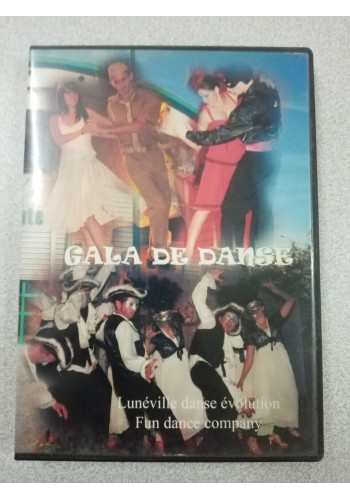 GALA DE DANSE
Lunéville danse évolution
Fun dance company